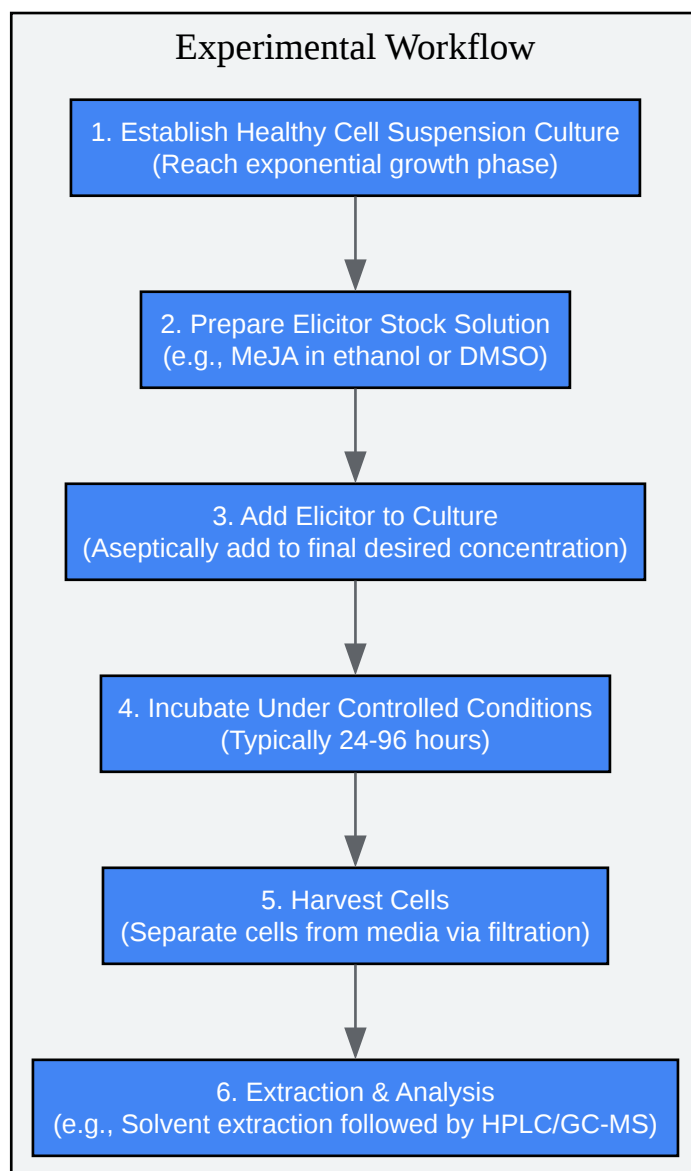 Experimental Workflow
1. Establish Healthy Cell Suspension Culture
(Reach exponential growth phase)
2. Prepare Elicitor Stock Solution
(e.g., MeJA in ethanol or DMSO)
3. Add Elicitor to Culture
(Aseptically add to final desired concentration)
4. Incubate Under Controlled Conditions
(Typically 24-96 hours)
5. Harvest Cells
(Separate cells from media via filtration)
6. Extraction & Analysis
(e.g., Solvent extraction followed by HPLC/GC-MS)